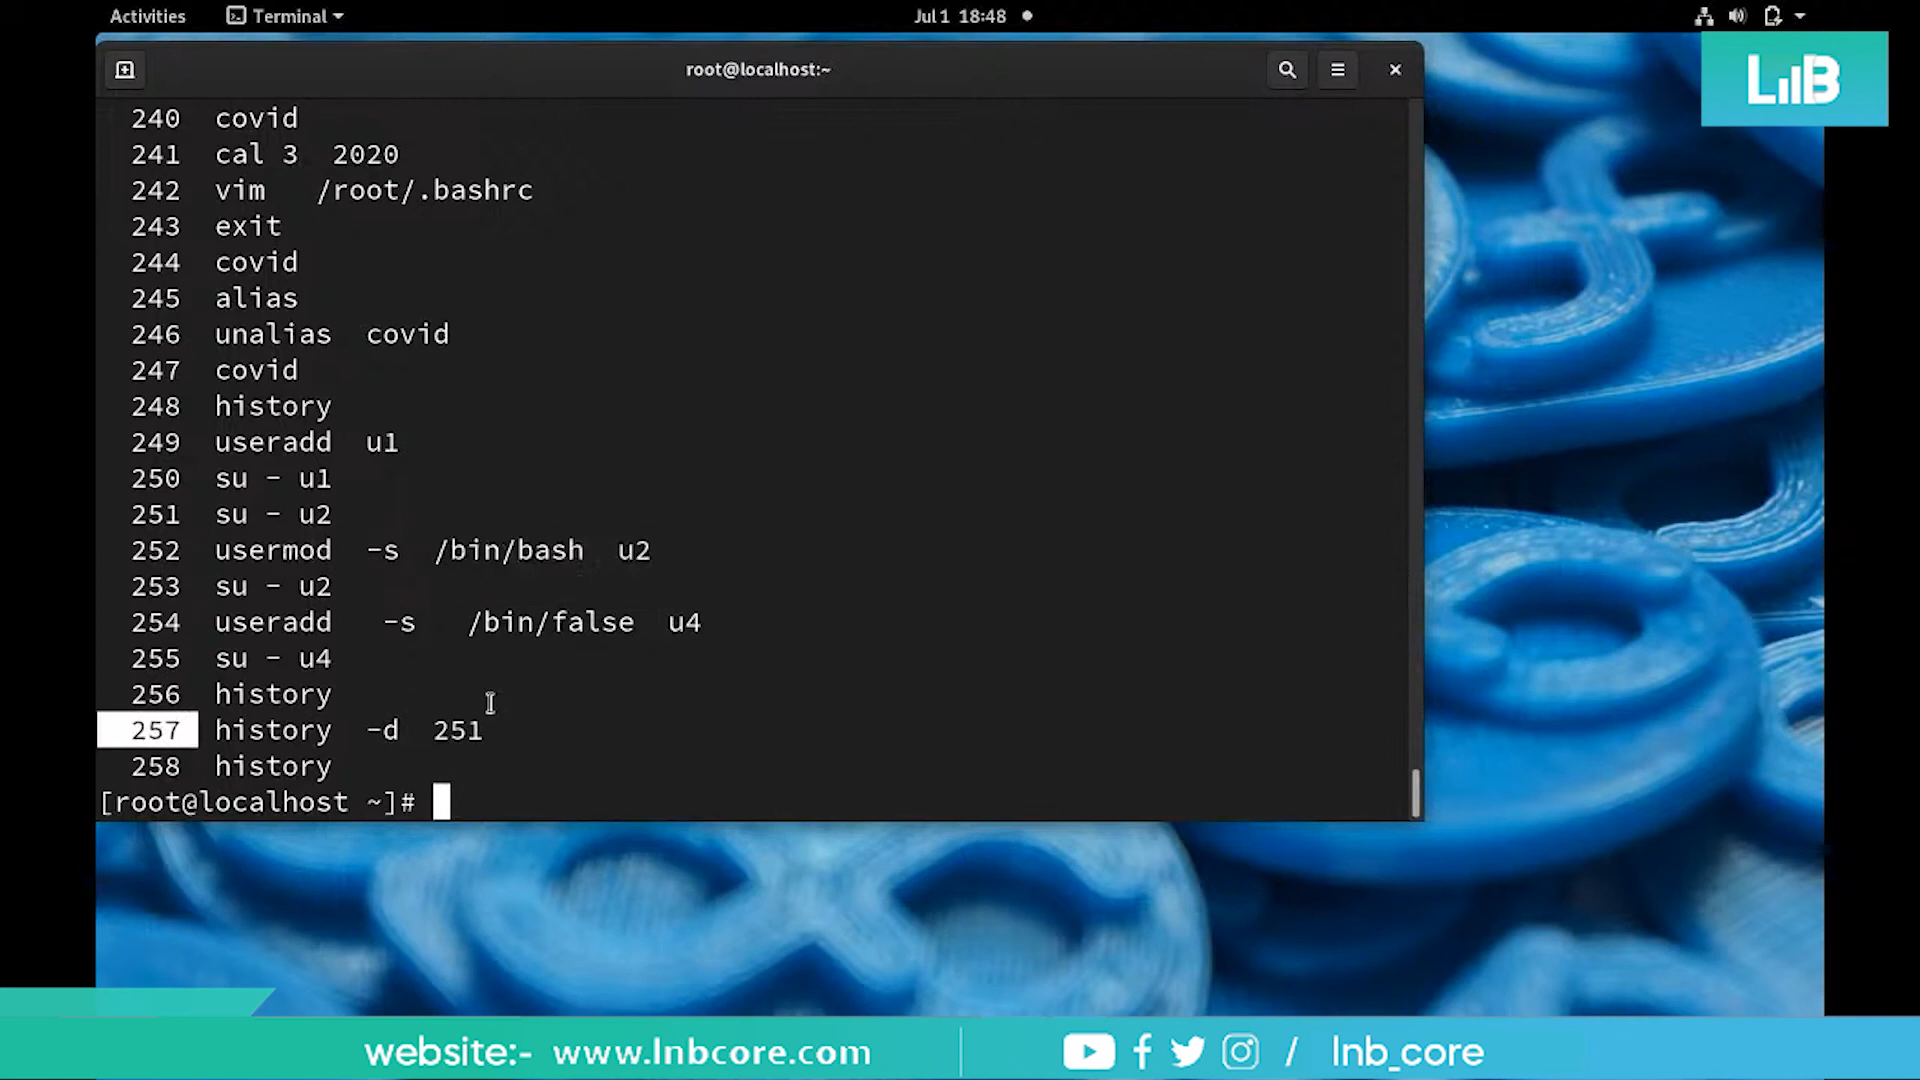 Activities Terminal Jul 1 18:48
root@localhost:~
LNB
240 covid
241 cal 3 2020
242 vim /root/.bashrc
243 exit
244 covid
245 alias
246 unalias covid
247 covid
248 history
249 useradd u1
250 su - u1
251 su - u2
252 usermod -s /bin/bash u2
253 su - u2
254 useradd -s /bin/false u4
255 su - u4
256 history
257 history -d 251
258 history
[root@localhost ~]#
website:- www.lnbcore.com / lnb_core